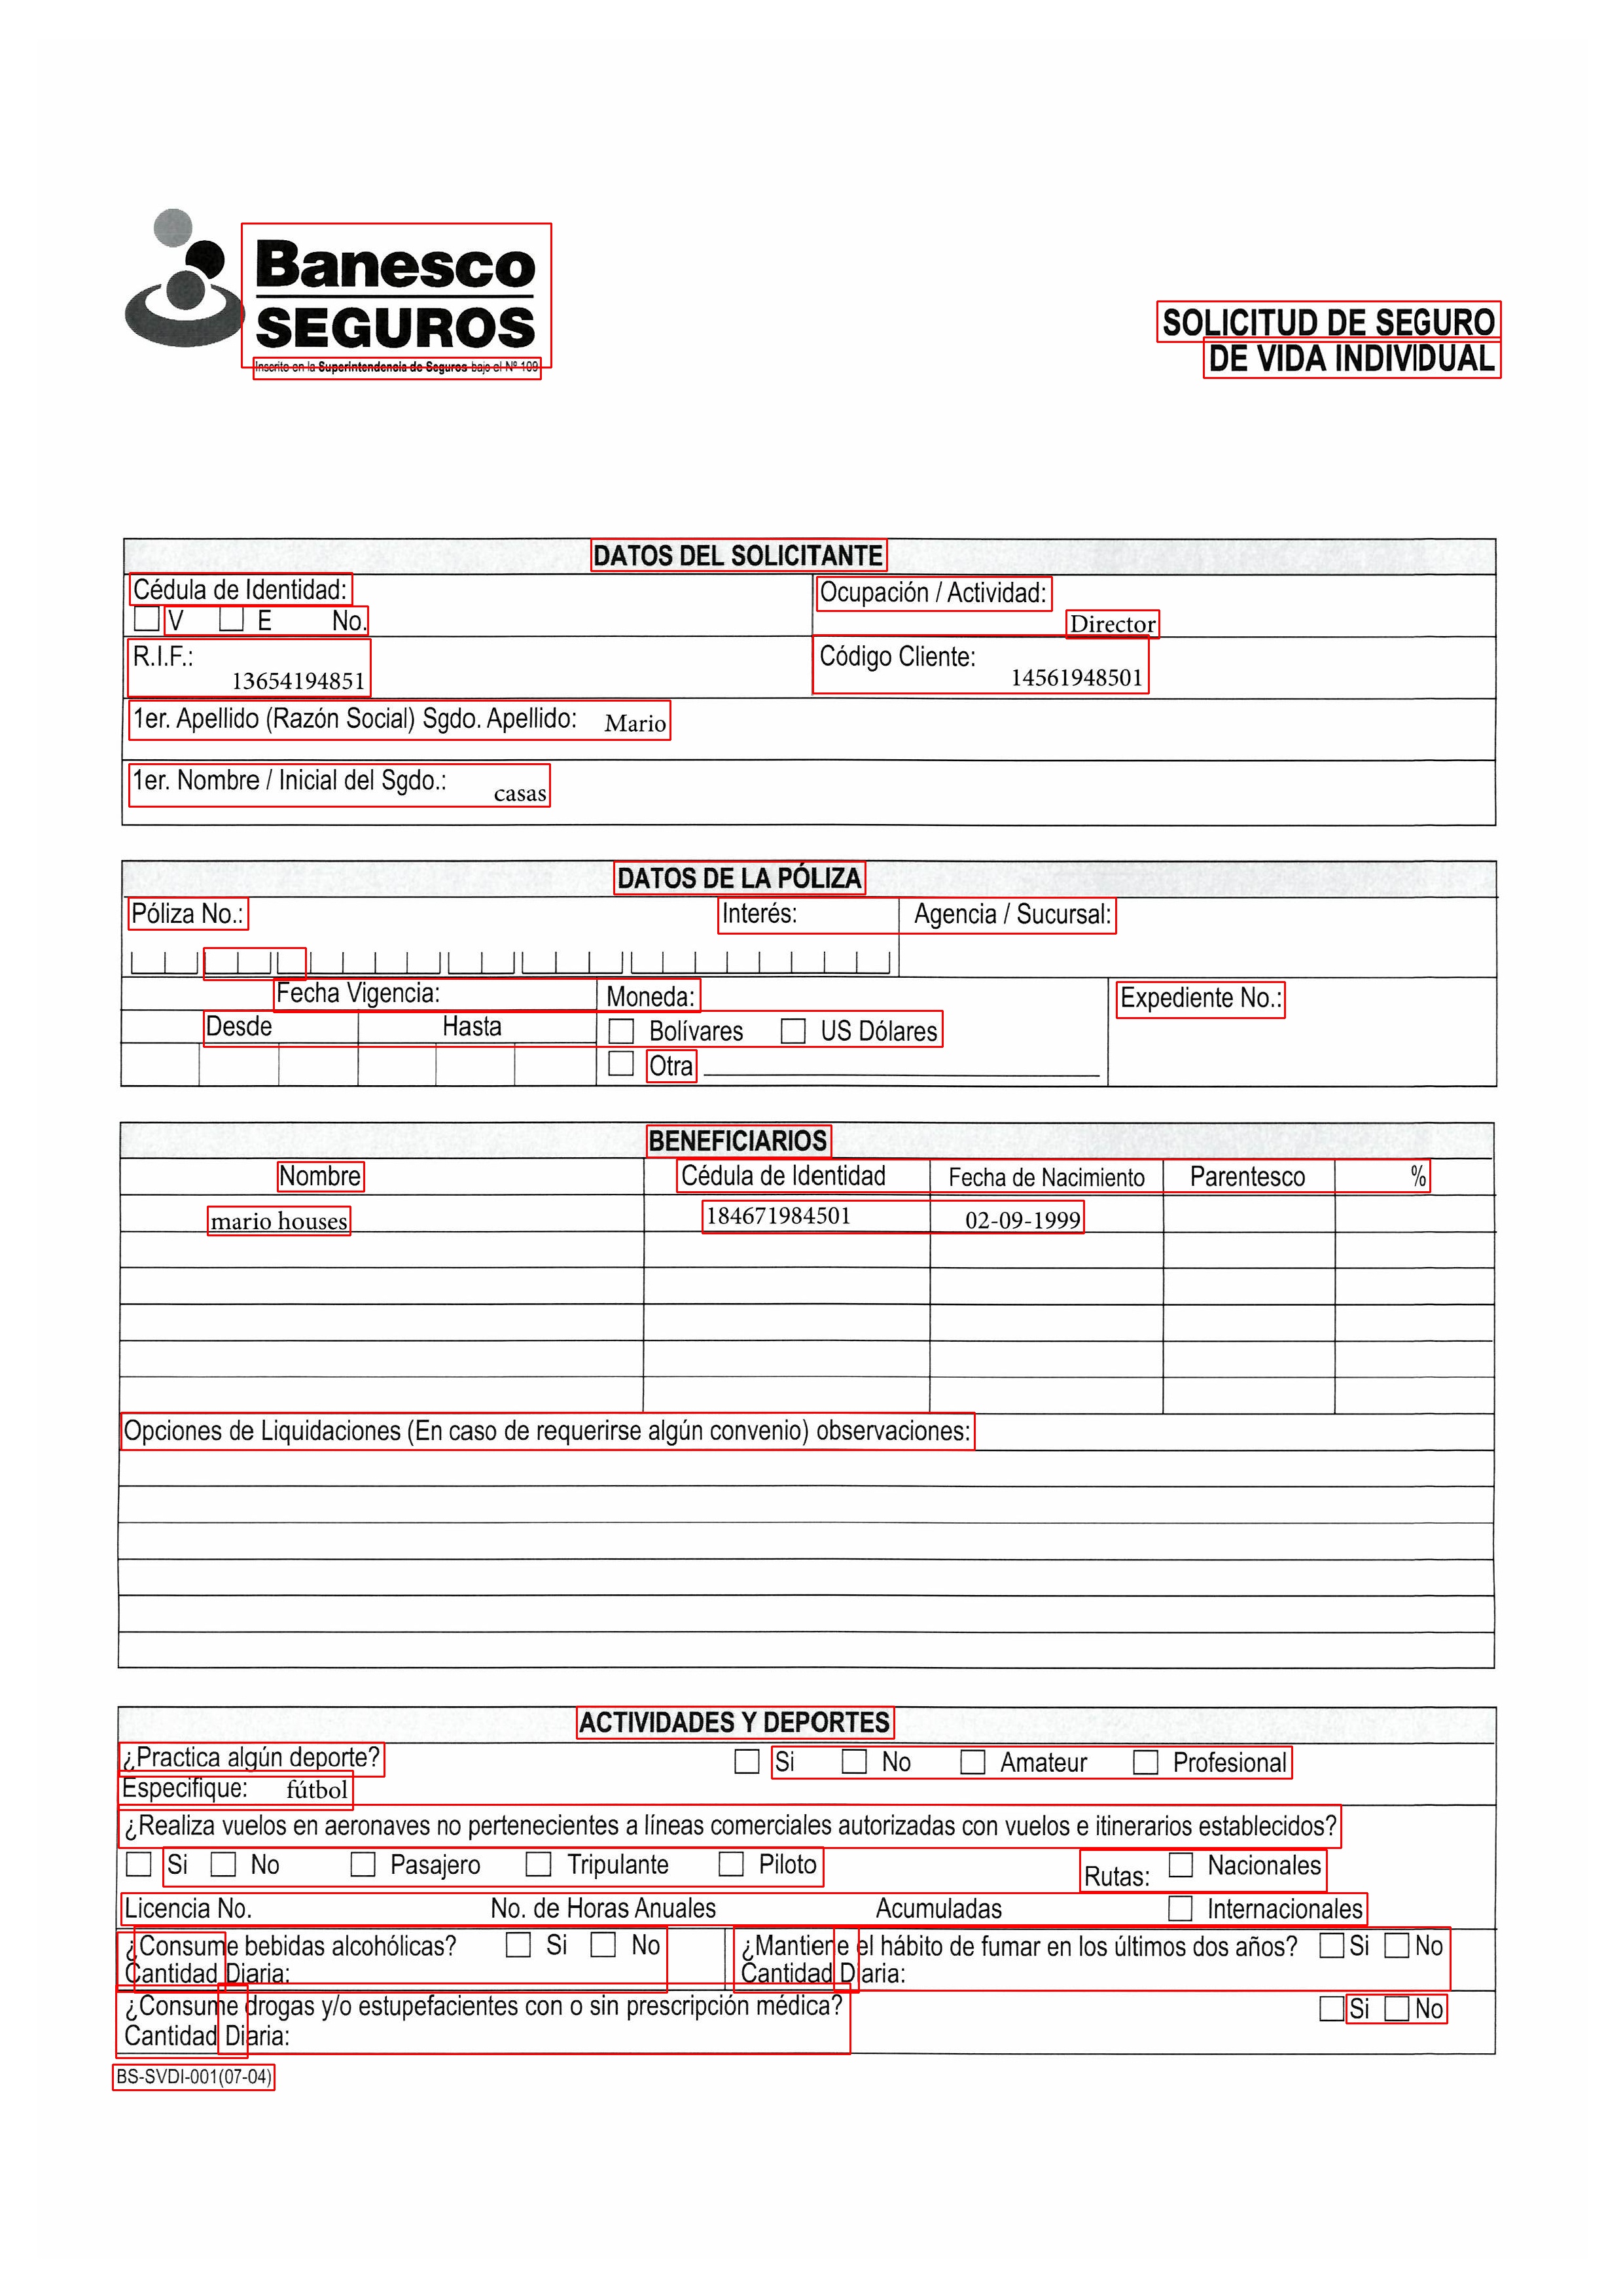 Banesco
SEGUROS
Inscrito en la Superintendencia de Seguros bajo el Nº 109
SOLICITUD DE SEGURO
DE VIDA INDIVIDUAL
DATOS DEL SOLICITANTE
Cédula de Identidad:
V E No.
Ocupación / Actividad:
Director
R.I.F.:
13654194851
Código Cliente:
14561948501
1er. Apellido (Razón Social) Sgdo. Apellido: Mario
1er. Nombre / Inicial del Sgdo.: casas
DATOS DE LA PÓLIZA
Póliza No.: Interés: Agencia / Sucursal:
Fecha Vigencia: Moneda: Expediente No.:
Desde Hasta Bolívares US Dólares
Otra
BENEFICIARIOS
Nombre Cédula de Identidad Fecha de Nacimiento Parentesco %
mario houses 184671984501 02-09-1999
Opciones de Liquidaciones (En caso de requerirse algún convenio) observaciones:
ACTIVIDADES Y DEPORTES
¿Practica algún deporte? Si No Amateur Profesional
Especifique: fútbol
¿Realiza vuelos en aeronaves no pertenecientes a líneas comerciales autorizadas con vuelos e itinerarios establecidos?
Si No Pasajero Tripulante Piloto Rutas: Nacionales
Licencia No. No. de Horas Anuales Acumuladas Internacionales
¿Consume bebidas alcohólicas? Si No
Cantidad Diaria:
¿Mantiene el hábito de fumar en los últimos dos años? Si No
Cantidad Diaria:
¿Consume drogas y/o estupefacientes con o sin prescripción médica? Si No
Cantidad Diaria:
BS-SVDI-001(07-04)